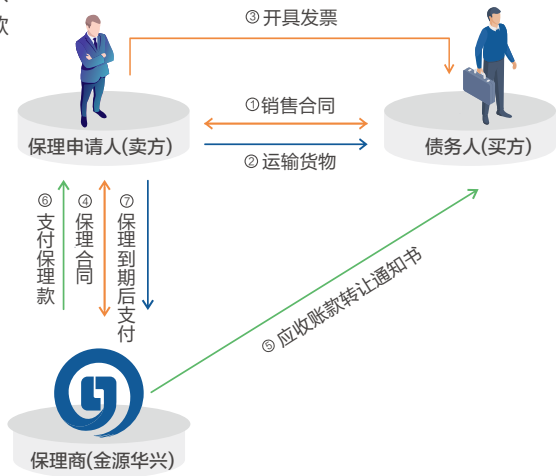 款
③开具发票
①销售合同
②运输货物
保理申请人(卖方)
债务人(买方)
⑥支付保理款
④保理合同
⑦保理到期后支付
⑤应收账款转让通知书
保理商(金源华兴)